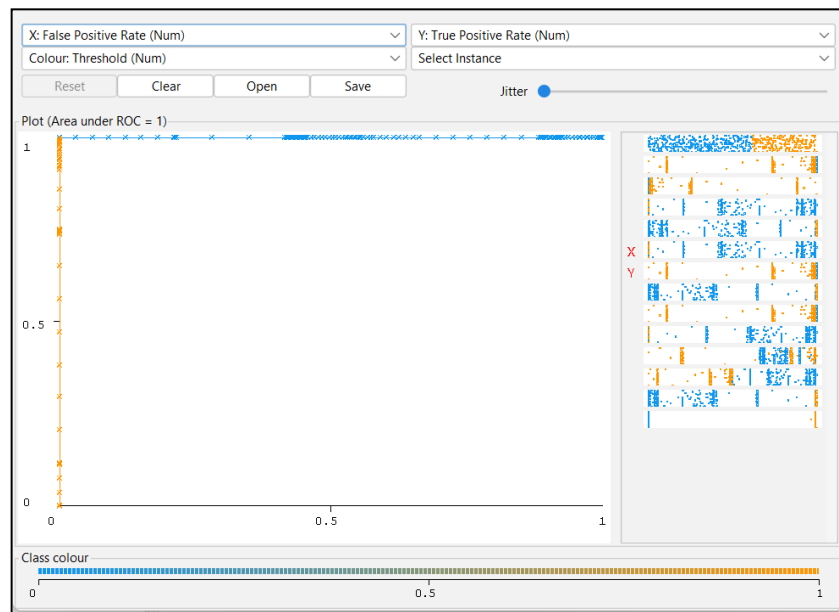 X: False Positive Rate (Num) Y: True Positive Rate (Num)
Colour: Threshold (Num) Select Instance
Reset Clear Open Save Jitter
Plot (Area under ROC = 1)
1
0.5
0
0 0.5 1
X
Y
Class colour
0 0.5 1